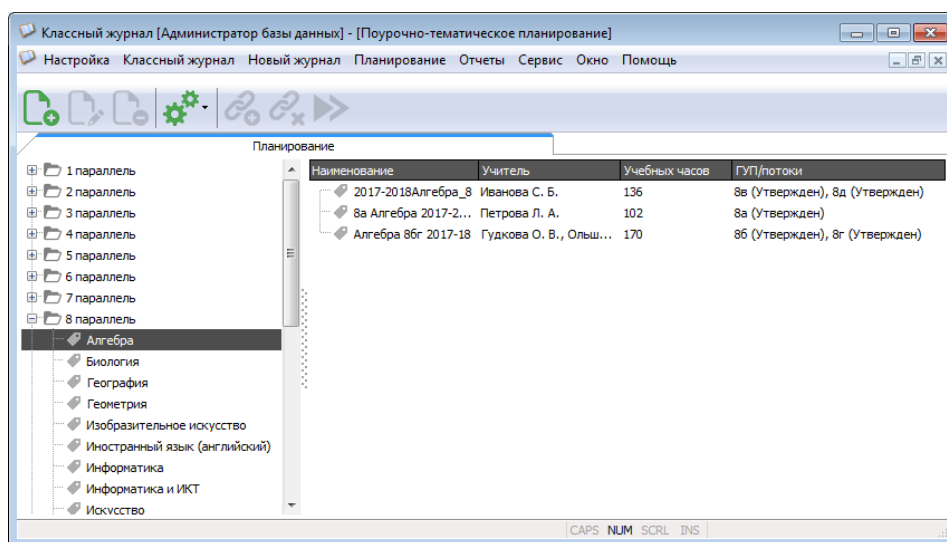 Классный журнал [Администратор базы данных] - [Поурочно-тематическое планирование]
Настройка Классный журнал Новый журнал Планирование Отчеты Сервис Окно Помощь
Планирование
1 параллель
2 параллель
3 параллель
4 параллель
5 параллель
6 параллель
7 параллель
8 параллель
Алгебра
Биология
География
Геометрия
Изобразительное искусство
Иностранный язык (английский)
Информатика
Информатика и ИКТ
Искусство
Наименование Учитель Учебных часов ГУП/потоки
2017-2018Алгебра_8 Иванова С. Б. 136 8в (Утвержден), 8д (Утвержден)
8а Алгебра 2017-2... Петрова Л. А. 102 8а (Утвержден)
Алгебра 8бг 2017-18 Гудкова О. В., Ольш... 170 8б (Утвержден), 8г (Утвержден)
CAPS NUM SCRL INS